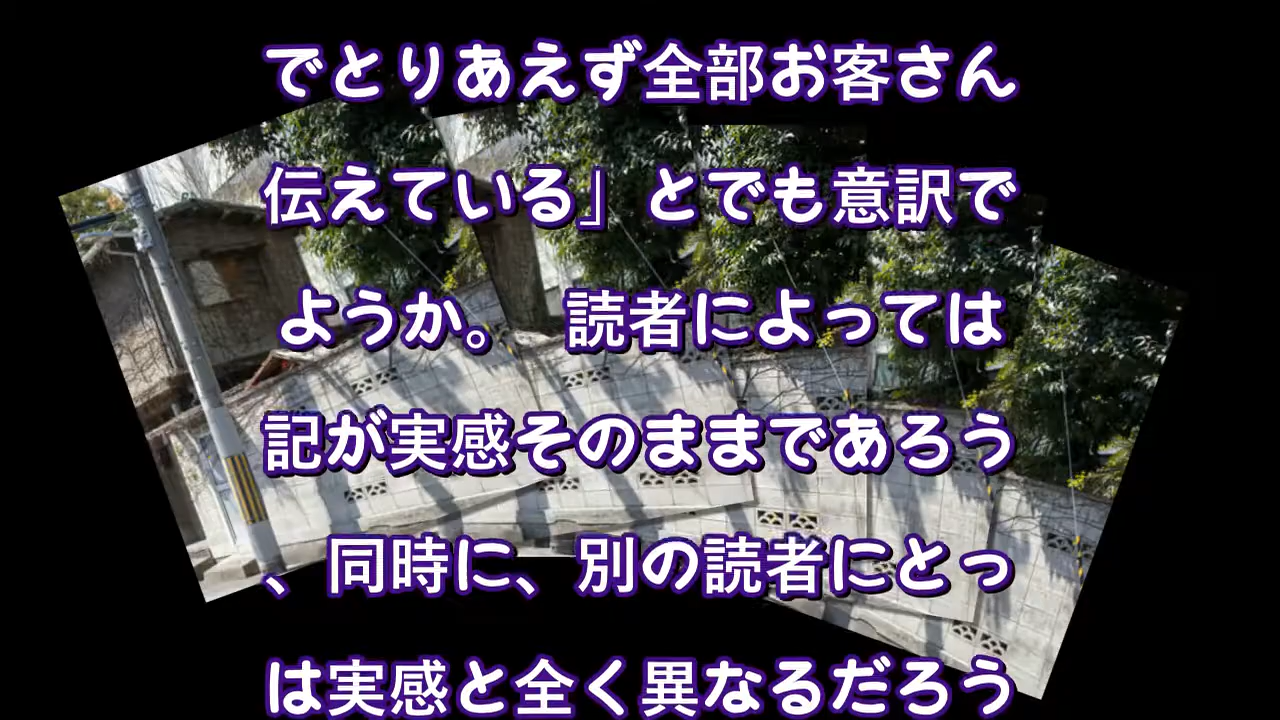 でとりあえず全部お客さん
伝えている」とでも意訳で
ようか。　読者によっては
記が実感そのままであろう
、同時に、別の読者にとっ
は実感と全く異なるだろう